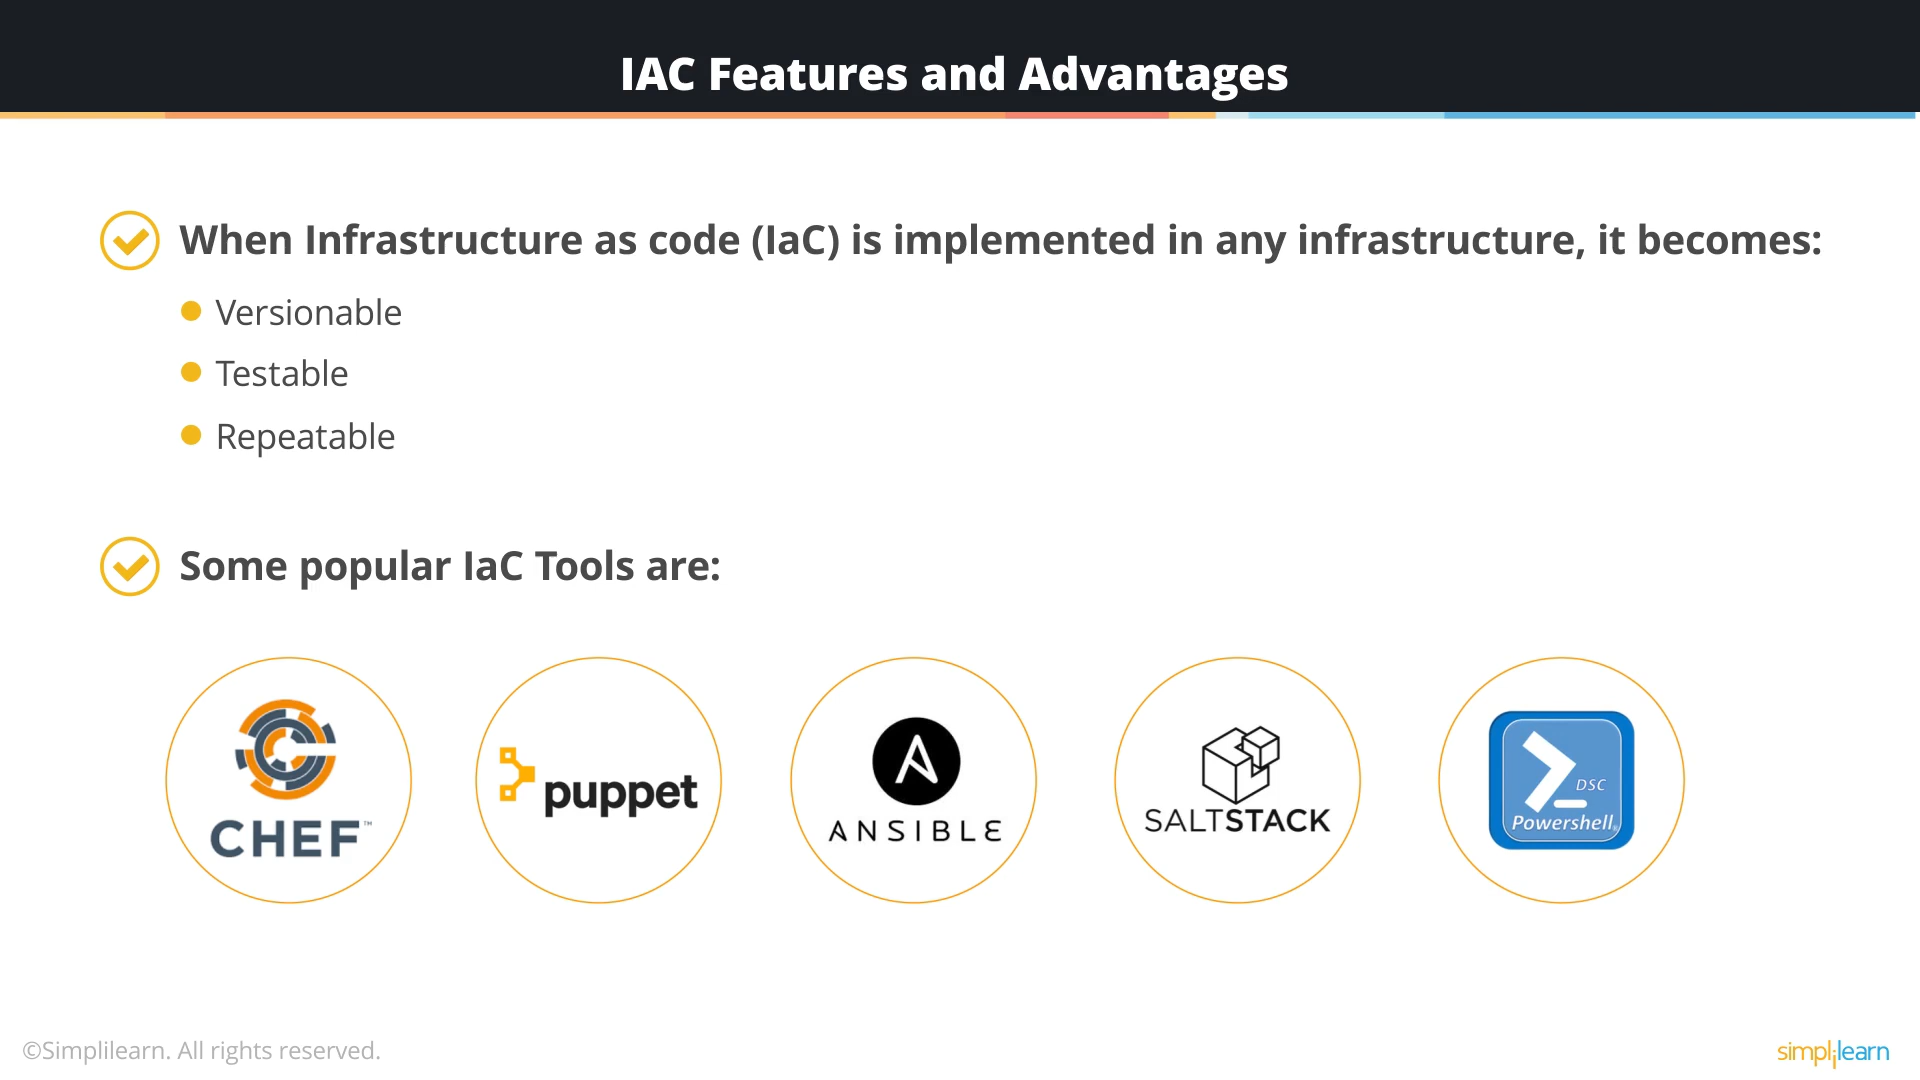 IAC Features and Advantages
When Infrastructure as code (IaC) is implemented in any infrastructure, it becomes:
Versionable
Testable
Repeatable
Some popular IaC Tools are:
CHEF™
puppet
ANSIBLE
SALTSTACK
DSC
Powershell®
©Simplilearn. All rights reserved.
simplilearn